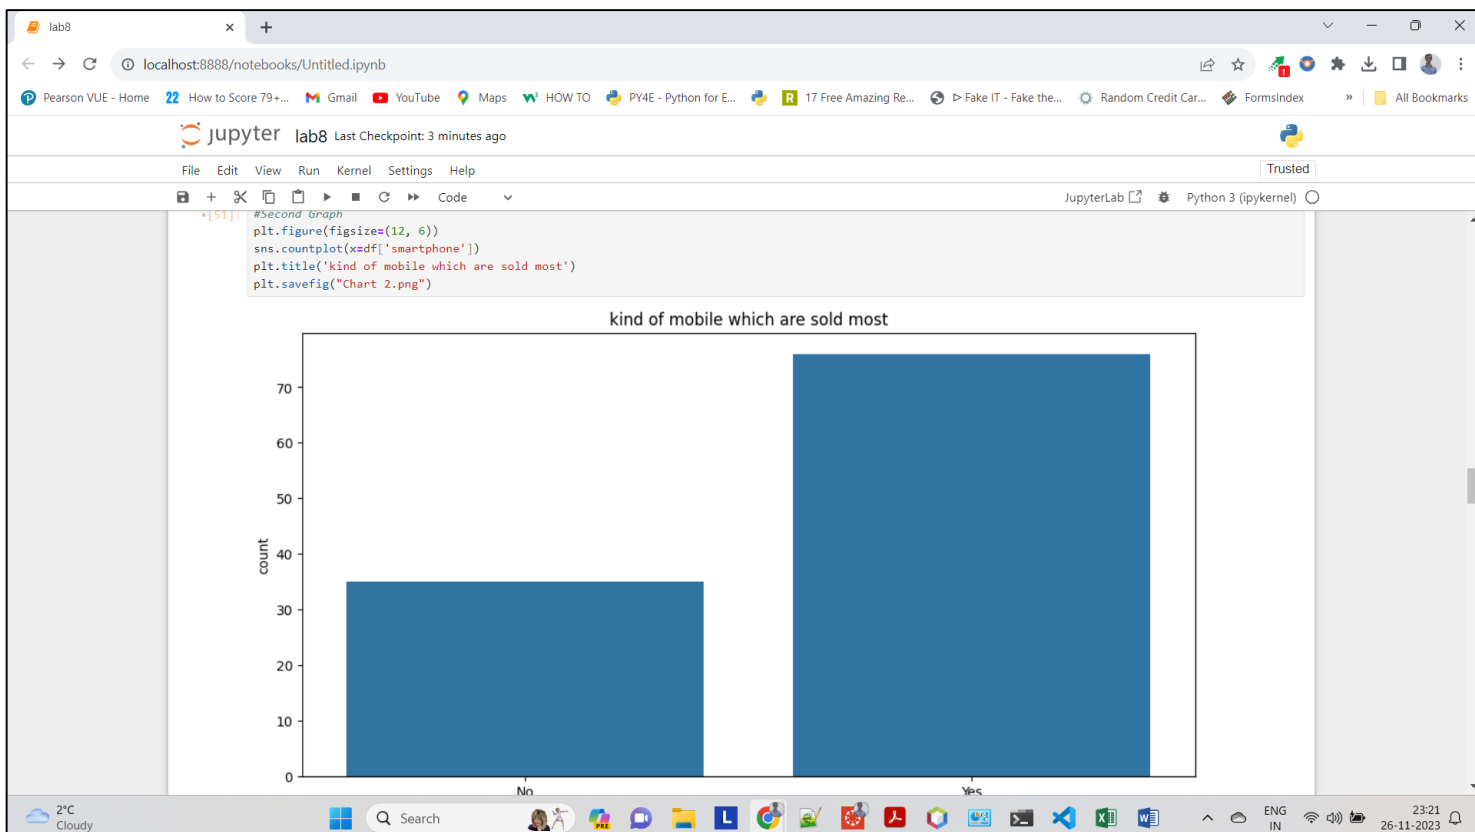 lab8
localhost:8888/notebooks/Untitled.ipynb
Pearson VUE - Home 22 How to Score 79+... Gmail YouTube Maps HOW TO PY4E - Python for E... R 17 Free Amazing Re... ▷ Fake IT - Fake the... Random Credit Car... FormsIndex » All Bookmarks
jupyter lab8 Last Checkpoint: 3 minutes ago
File Edit View Run Kernel Settings Help Trusted
Code JupyterLab Python 3 (ipykernel)
•[51]: #Second Graph
plt.figure(figsize=(12, 6))
sns.countplot(x=df['smartphone'])
plt.title('kind of mobile which are sold most')
plt.savefig("Chart 2.png")
kind of mobile which are sold most
70
60
50
count
40
30
20
10
0
No Yes
2°C
Cloudy
Search
PRE
L
ENG
IN
23:21
26-11-2023